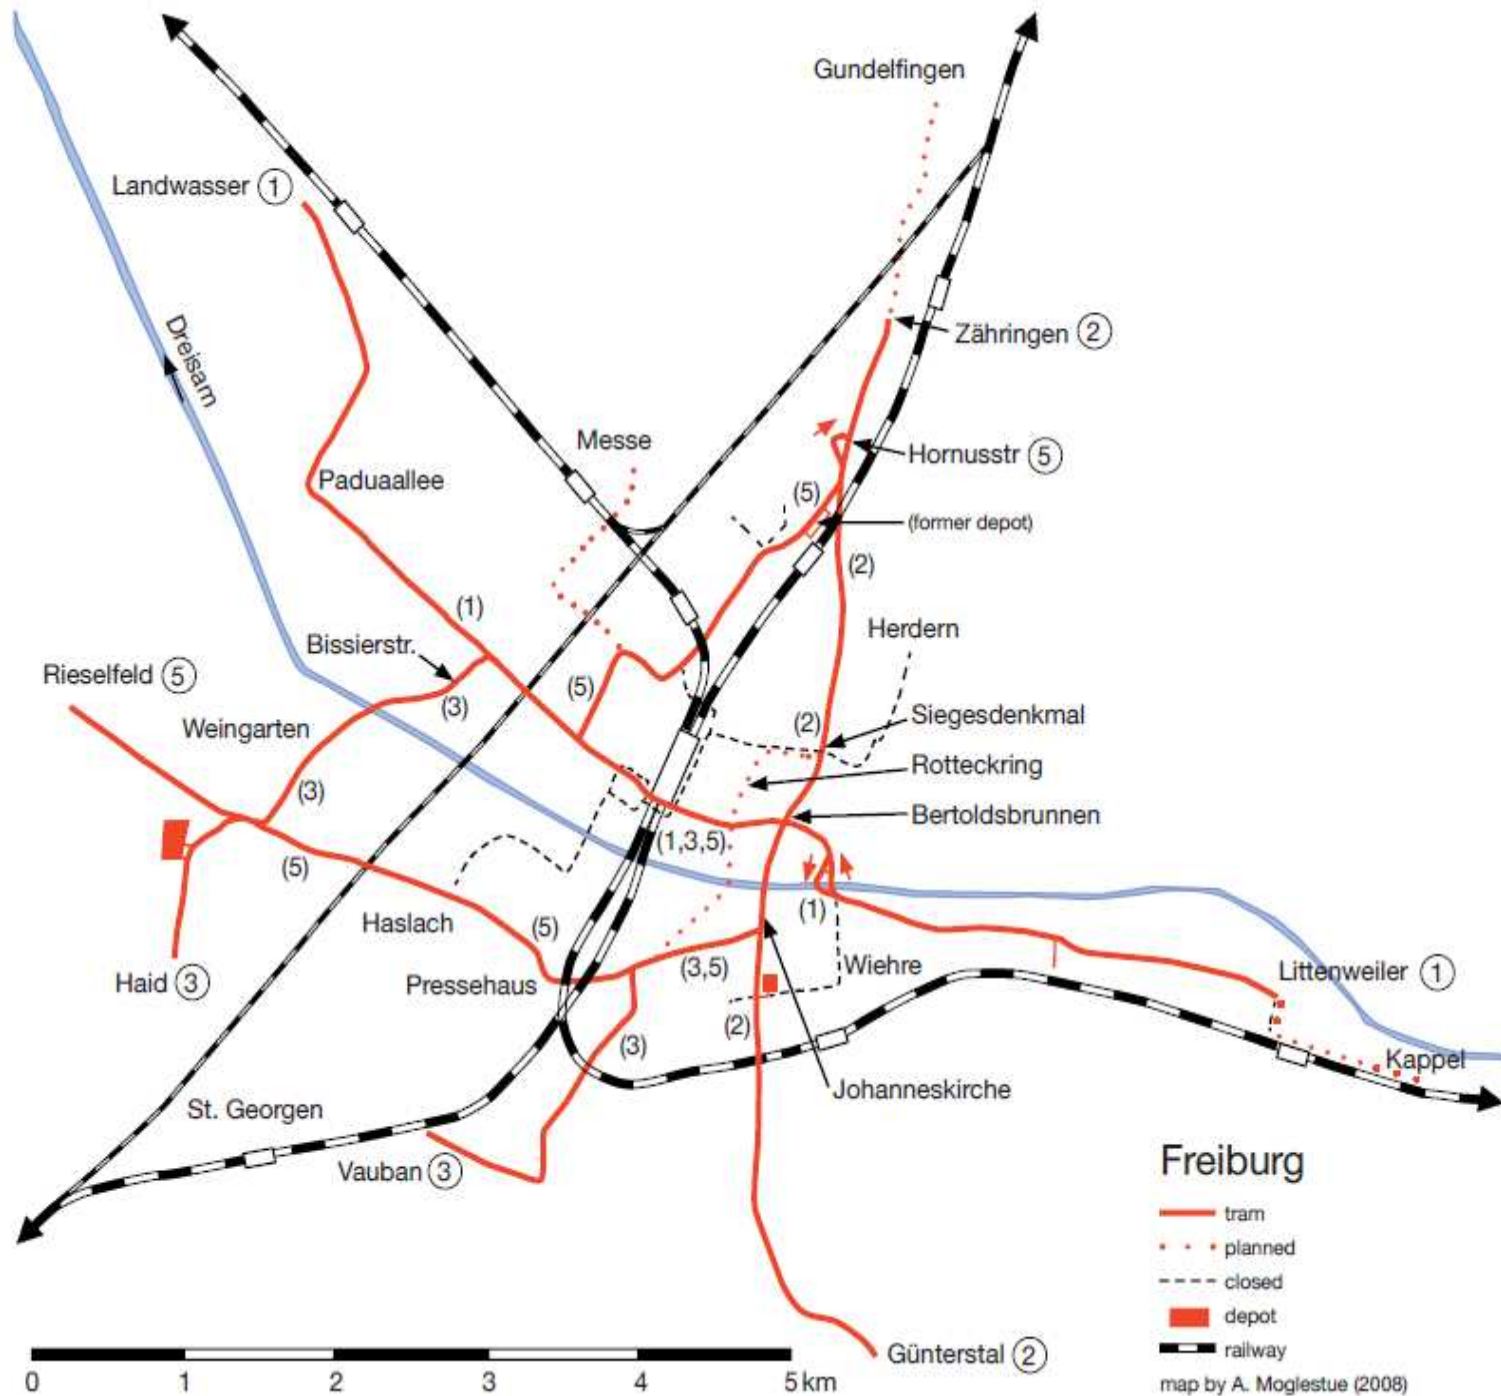 Gundelfingen
Landwasser 1
Dreisam
Zähringen 2
Messe
Hornusstr 5
Paduaallee
(5)
(former depot)
(2)
(1)
Herdern
Bissierstr.
Rieselfeld 5
(5)
(3)
Siegesdenkmal
(2)
Weingarten
Rotteckring
(3)
Bertoldsbrunnen
(1,3,5)
(5)
(1)
Haslach
(5)
Wiehre
(3,5)
Littenweiler 1
Haid 3
Pressehaus
(2)
(3)
Kappel
Johanneskirche
St. Georgen
Vauban 3
Freiburg
tram
planned
closed
depot
railway
Günterstal 2
0 1 2 3 4 5 km
map by A. Moglestue (2008)